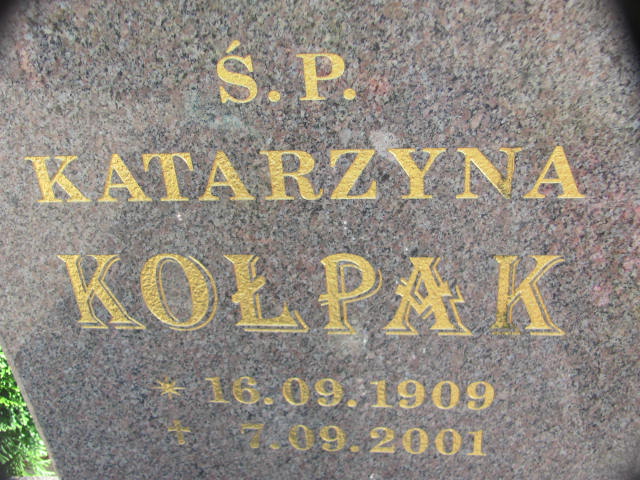 Ś.P.
KATARZYNA
KOŁPAK
* 16.09.1909
+ 7.09.2001